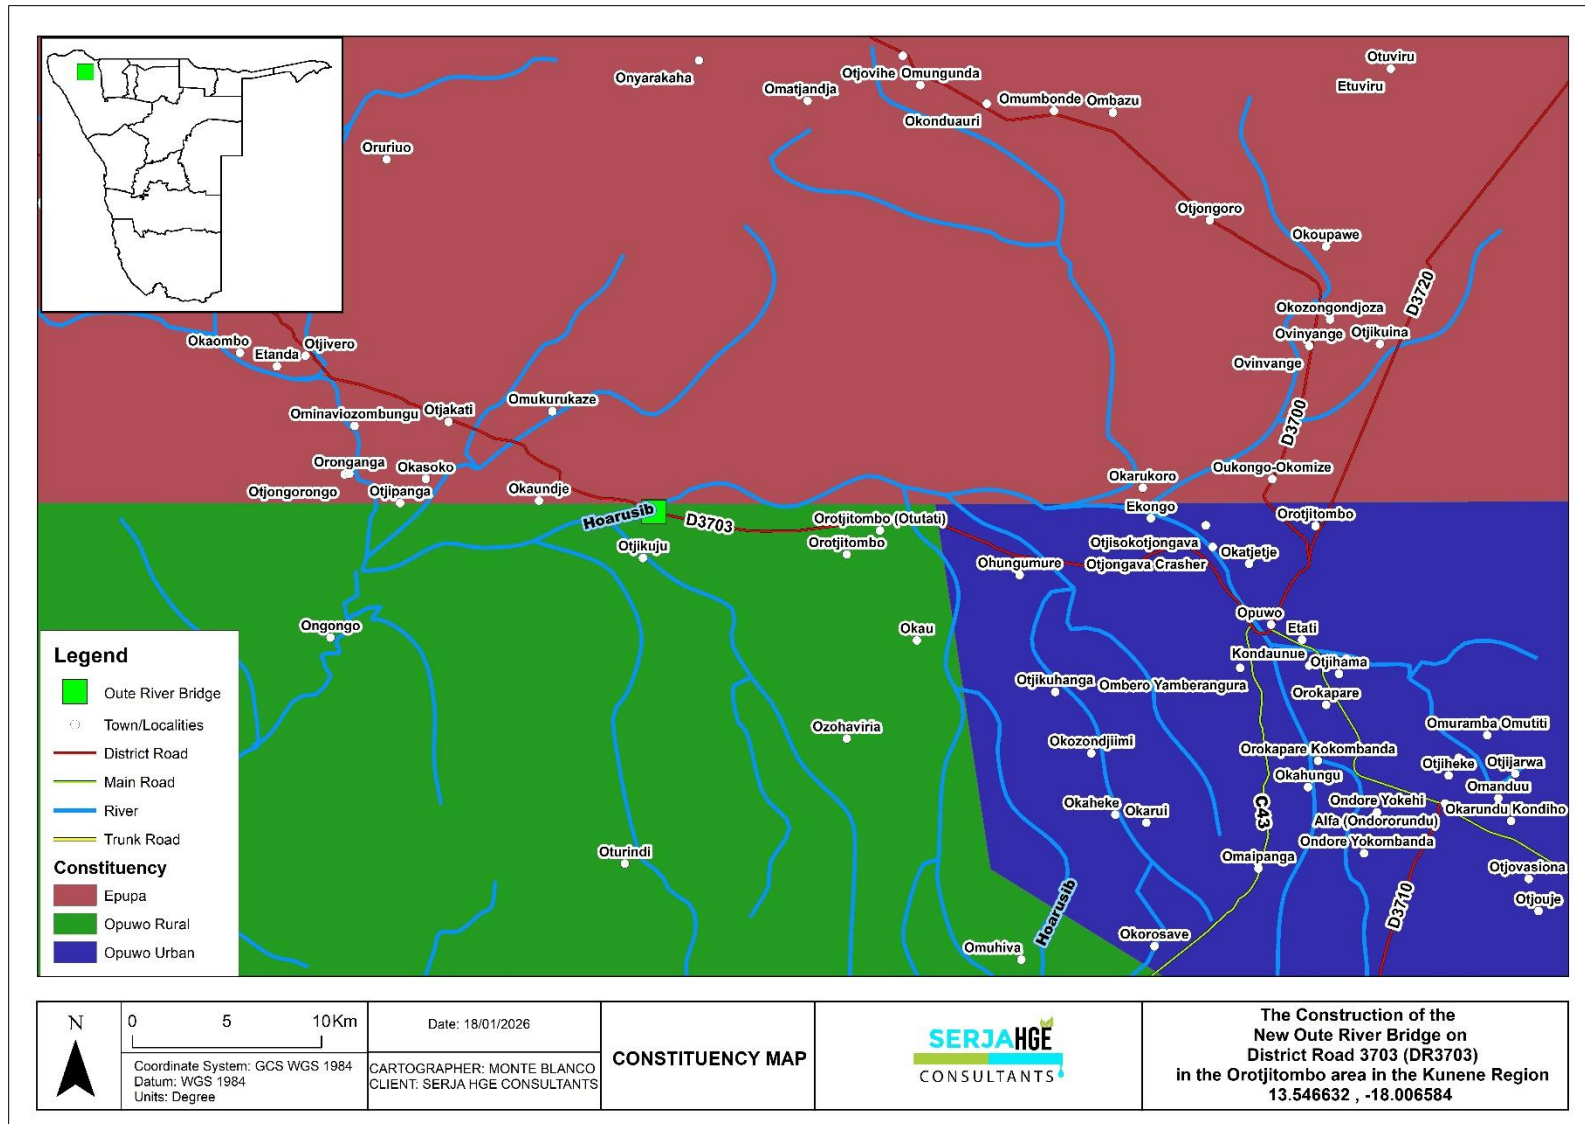 Onyarakaha
Otjovihe
Omungunda
Otuviru
Etuviru
Omatjandja
Omumbonde
Ombazu
Okonduauri
Oruriuo
Otjongoro
Okoupawe
D3720
Okozongondjoza
Ovinyange
Otjikuina
Ovinvange
Okaombo
Etanda
Otjivero
Ominaviozombungu
Otjakati
Omukurukaze
D3700
Oronganga
Okasoko
Otjongorongo
Otjipanga
Okaundje
Okarukoro
Oukongo-Okomize
Ekongo
Orotjitombo
Hoarusib
D3703
Orotjitombo (Otutati)
Orotjitombo
Otjikuju
Otjisokotjongava
Okatjetje
Ohungumure
Otjongava Crasher
Ongongo
Okau
Opuwo
Etati
Kondaunue
Otjihama
Otjikuhanga
Ombero Yamberangura
Orokapare
Ozohaviria
Okozondjiimi
Omuramba Omutiti
Orokapare Kokombanda
Otjiheke
Otjijarwa
Okahungu
Omanduu
Okaheke
Okarui
C43
Ondore Yokehi
Okarundu Kondiho
Alfa (Ondororundu)
Ondore Yokombanda
Oturindi
Omaipanga
Otjovasiona
Otjouje
D3710
Hoarusib
Omuhiva
Okorosave
Legend
Oute River Bridge
Town/Localities
District Road
Main Road
River
Trunk Road
Constituency
Epupa
Opuwo Rural
Opuwo Urban
N
0 5 10Km
Coordinate System: GCS WGS 1984
Datum: WGS 1984
Units: Degree
Date: 18/01/2026
CARTOGRAPHER: MONTE BLANCO
CLIENT: SERJA HGE CONSULTANTS
CONSTITUENCY MAP
SERJAHGE
CONSULTANTS
The Construction of the
New Oute River Bridge on
District Road 3703 (DR3703)
in the Orotjitombo area in the Kunene Region
13.546632 , -18.006584